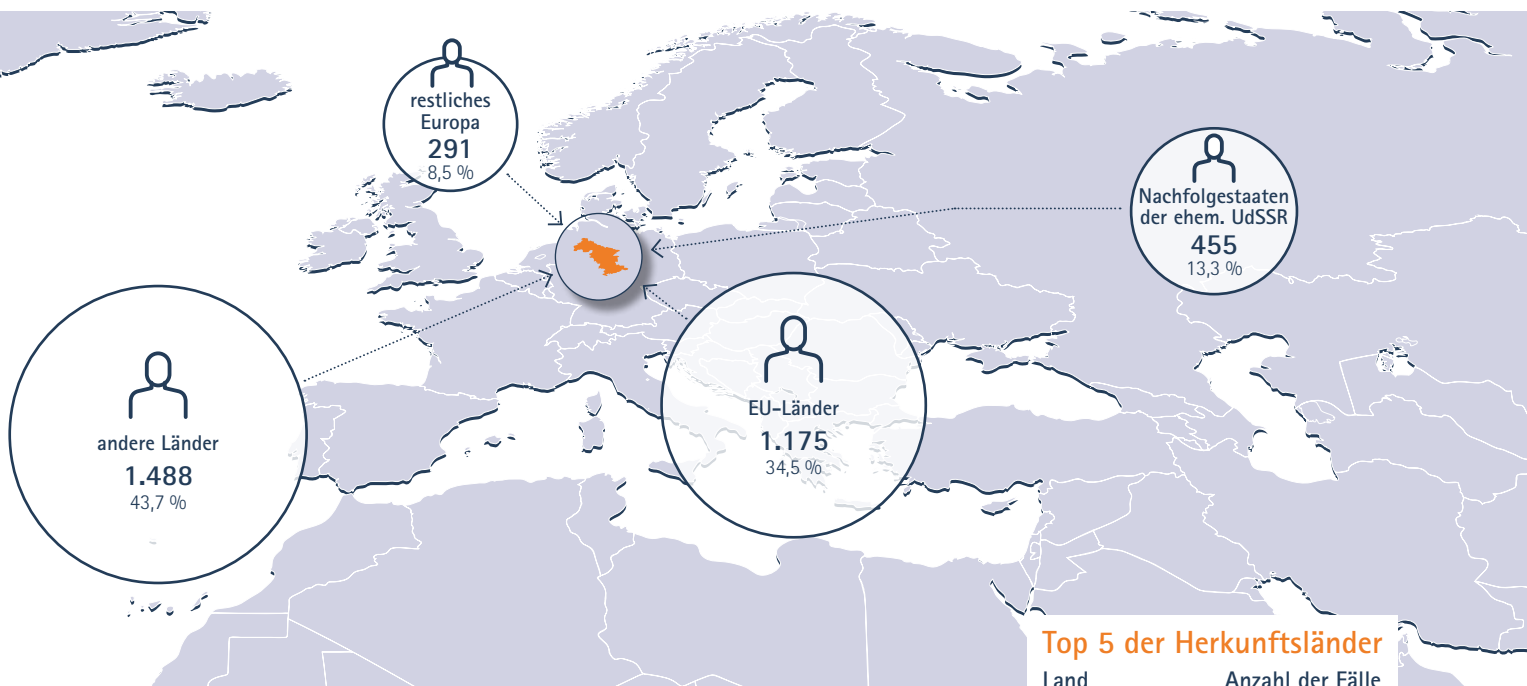 restliches
Europa
291
8,5 %
Nachfolgestaaten
der ehem. UdSSR
455
13,3 %
EU-Länder
1.175
34,5 %
andere Länder
1.488
43,7 %
Top 5 der Herkunftsländer
Land Anzahl der Fälle